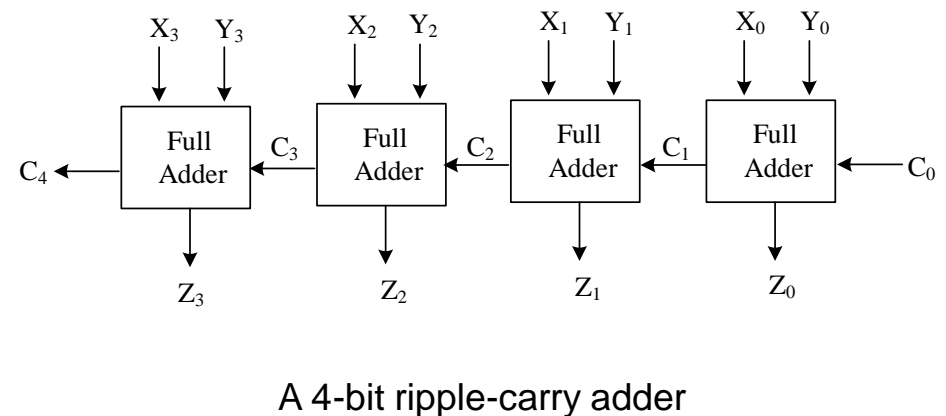 X₃ Y₃ X₂ Y₂ X₁ Y₁ X₀ Y₀
Full Adder
Full Adder
Full Adder
Full Adder
C₄ C₃ C₂ C₁ C₀
Z₃ Z₂ Z₁ Z₀
A 4-bit ripple-carry adder